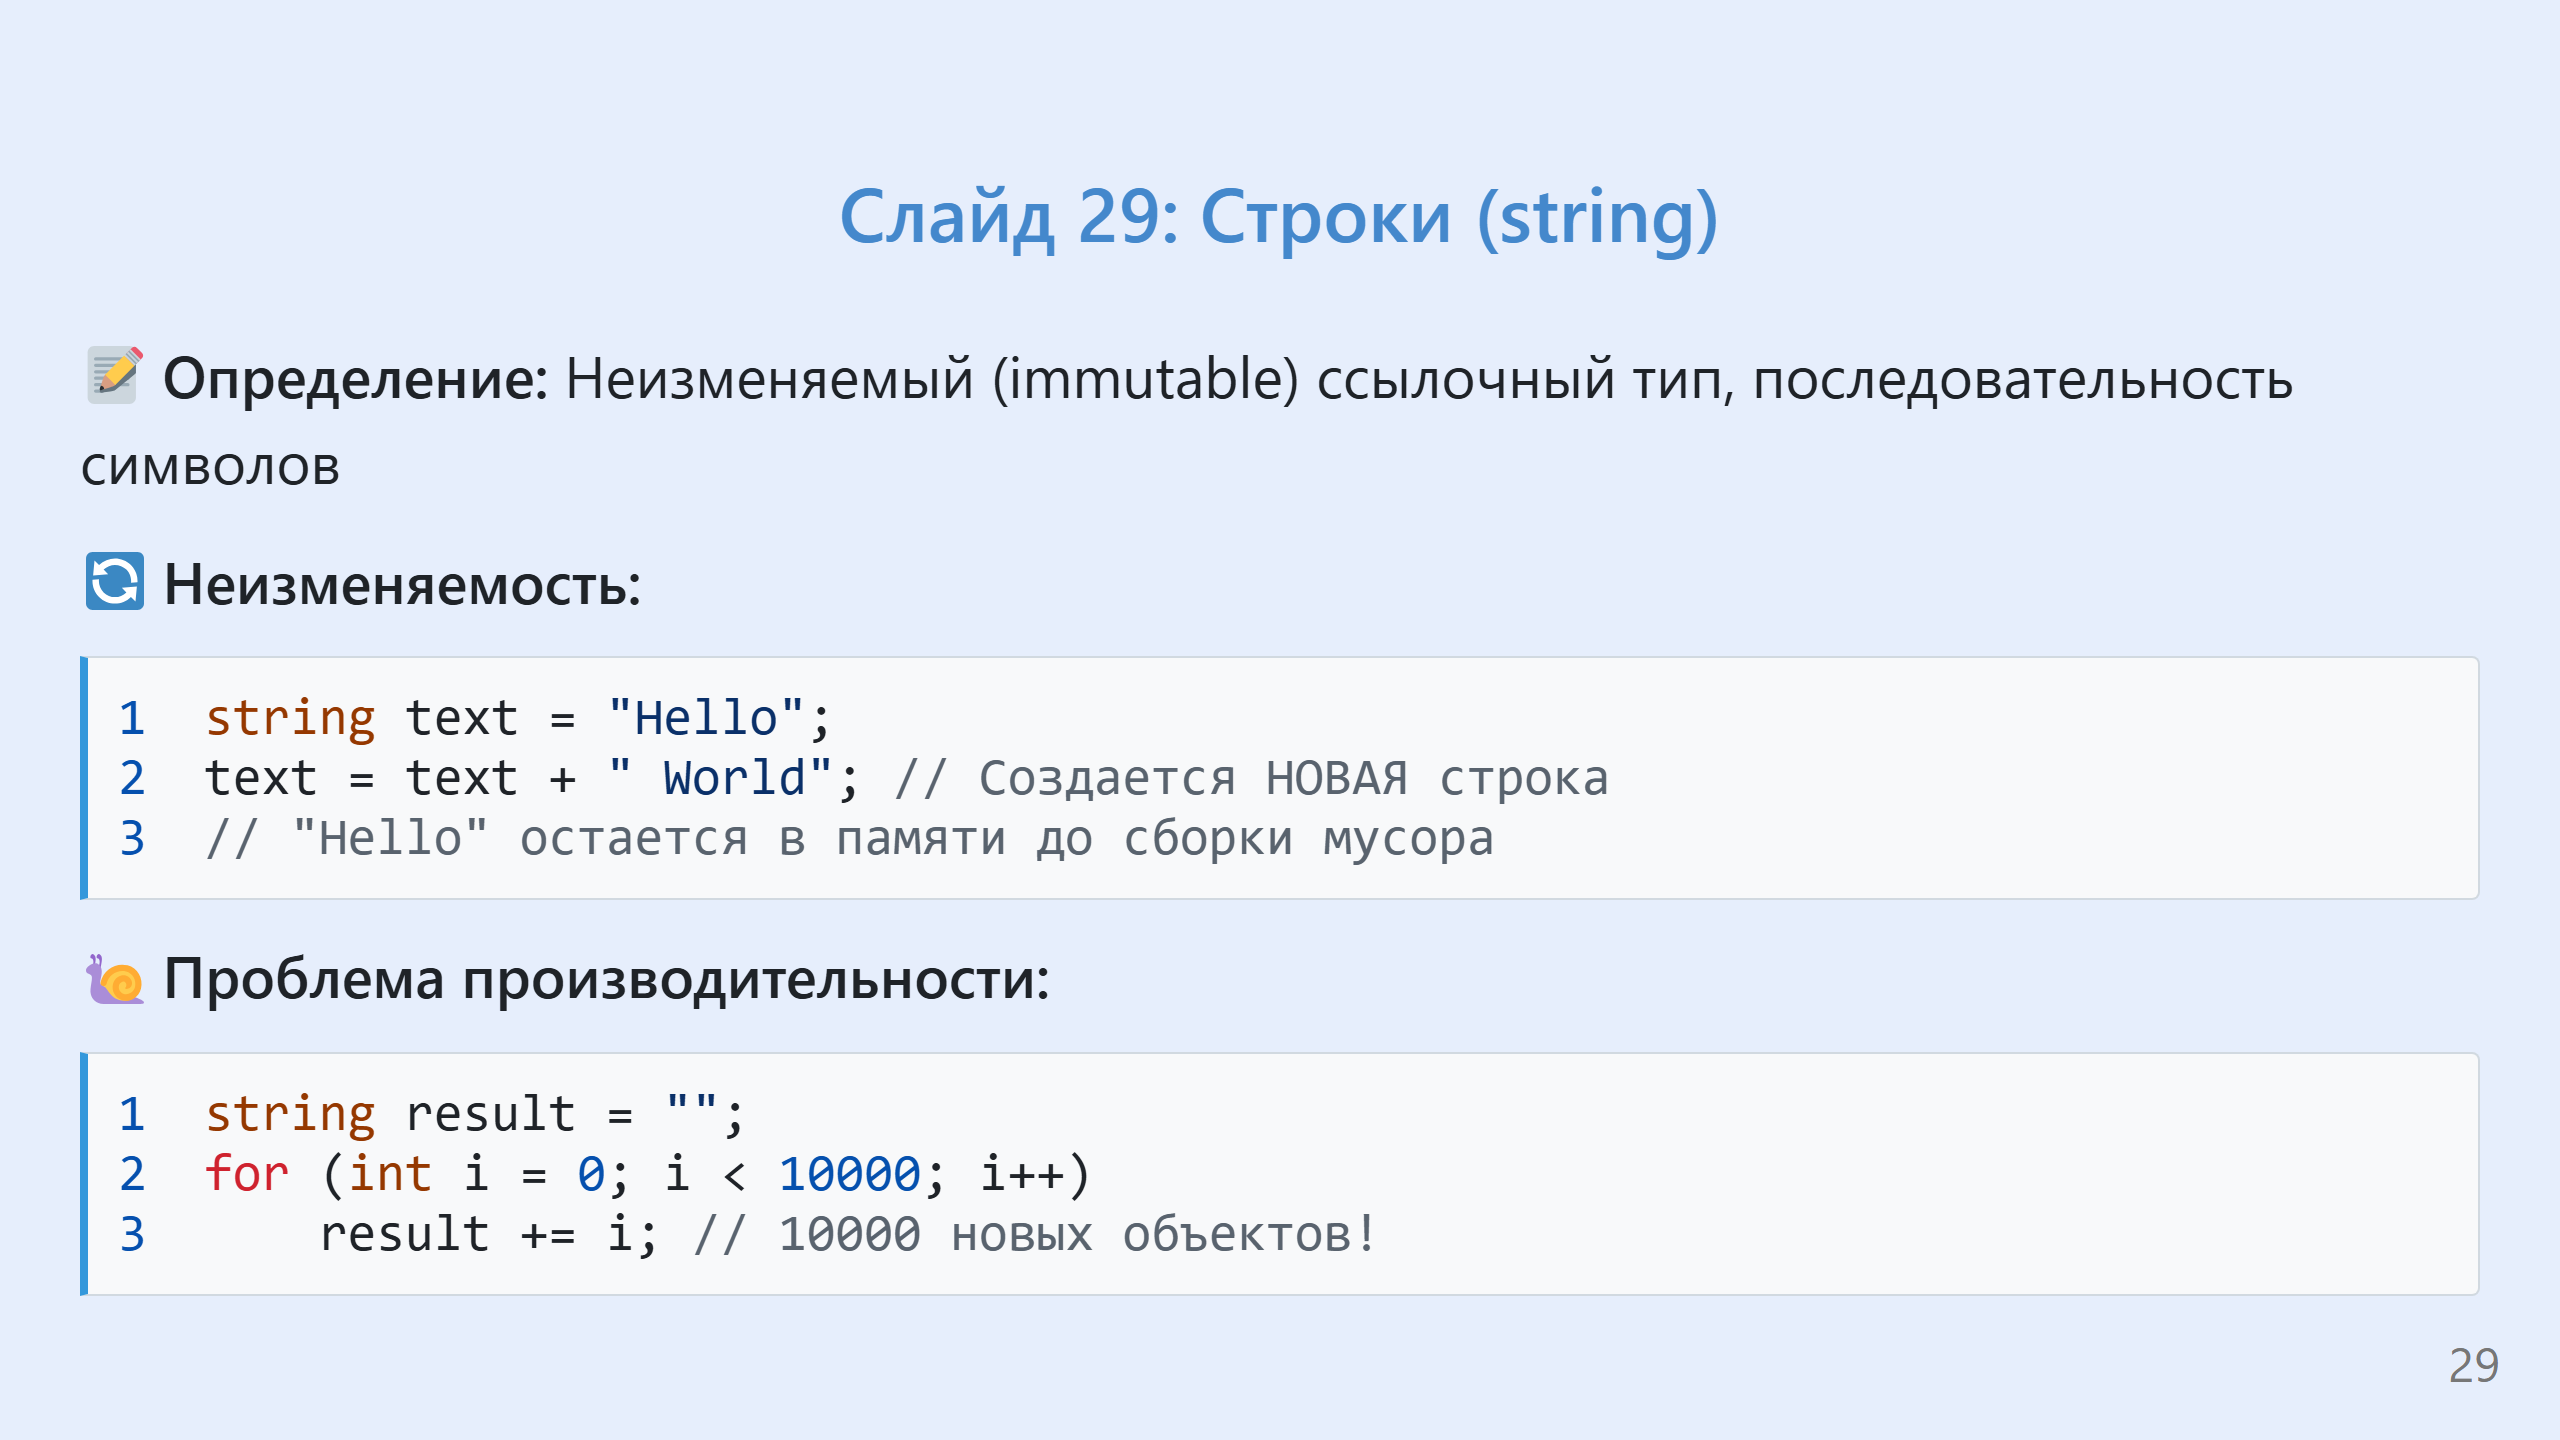 Слайд 29: Строки (string)
📝 Определение: Неизменяемый (immutable) ссылочный тип, последовательность
символов
🔄 Неизменяемость:
1 string text = "Hello";
2 text = text + " World"; // Создается НОВАЯ строка
3 // "Hello" остается в памяти до сборки мусора
🐌 Проблема производительности:
1 string result = "";
2 for (int i = 0; i < 10000; i++)
3     result += i; // 10000 новых объектов!
29